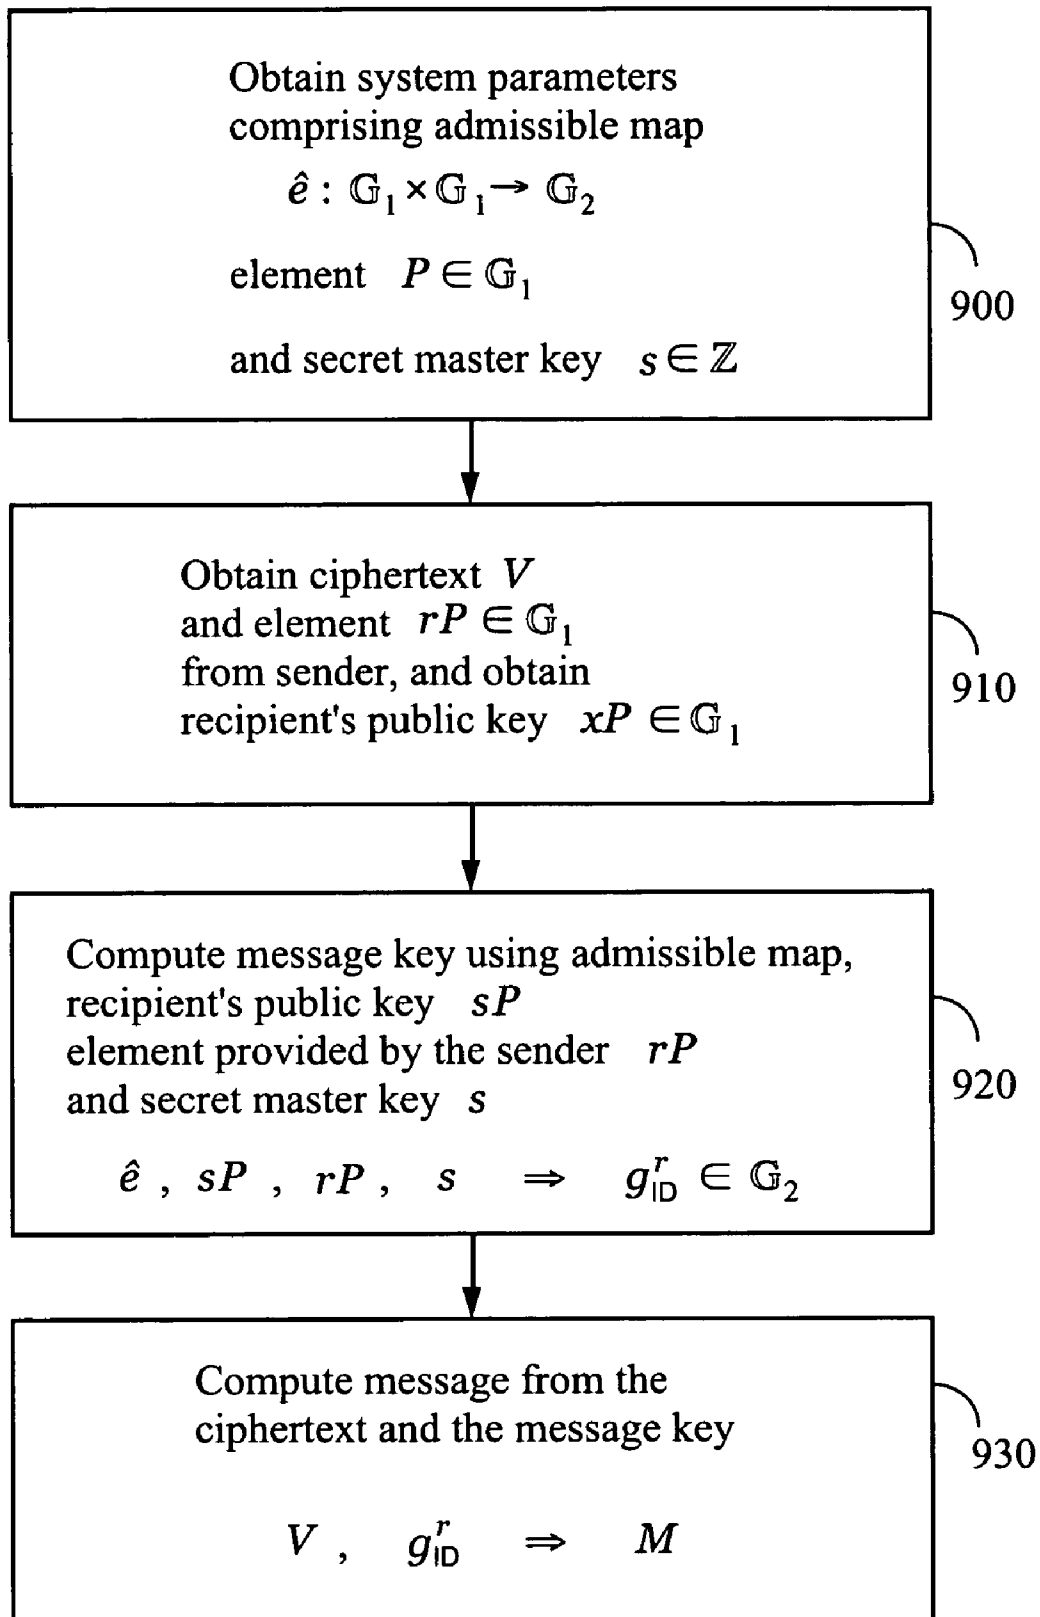 Obtain system parameters
comprising admissible map
ê : 𝔾₁ × 𝔾₁ → 𝔾₂
element P ∈ 𝔾₁
and secret master key s ∈ ℤ
900
Obtain ciphertext V
and element rP ∈ 𝔾₁
from sender, and obtain
recipient's public key xP ∈ 𝔾₁
910
Compute message key using admissible map,
recipient's public key sP
element provided by the sender rP
and secret master key s
ê , sP , rP , s ⇒ g_ID^r ∈ 𝔾₂
920
Compute message from the
ciphertext and the message key
V , g_ID^r ⇒ M
930